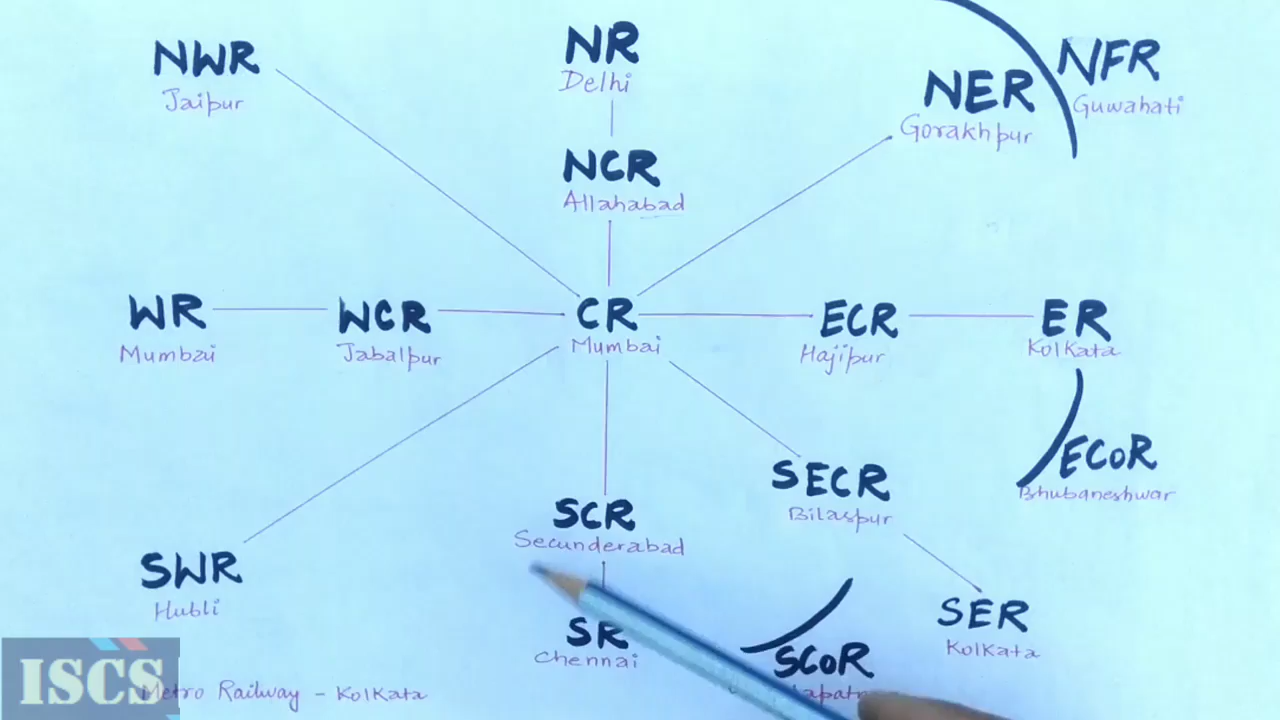 NWR
Jaipur
NR
Delhi
NER
Gorakhpur
NFR
Guwahati
NCR
Allahabad
WR
Mumbai
WCR
Jabalpur
CR
Mumbai
ECR
Hajipur
ER
Kolkata
ECoR
Bhubaneshwar
SECR
Bilaspur
SCR
Secunderabad
SWR
Hubli
SER
Kolkata
SR
Chennai
SCoR
ISCS
Metro Railway - Kolkata